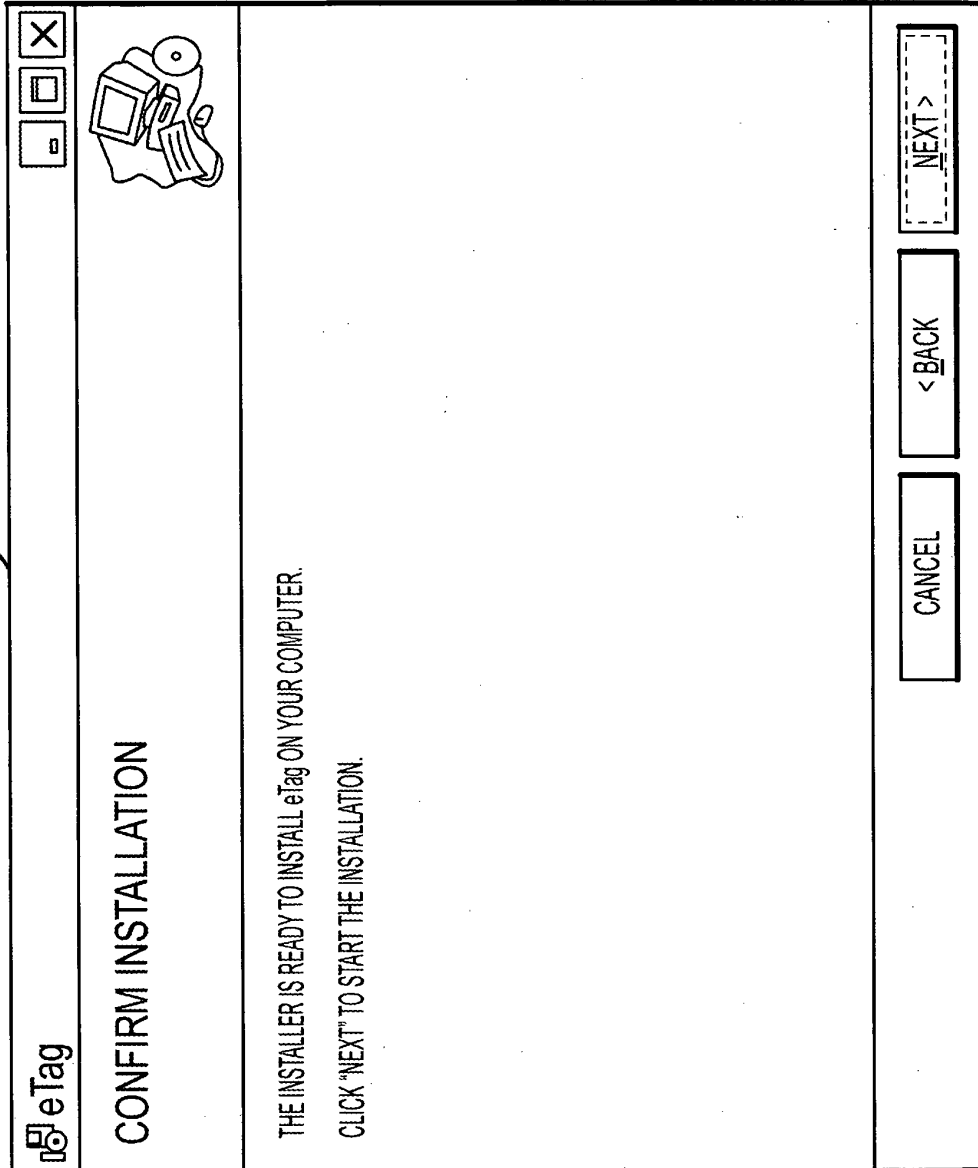 eTag
CONFIRM INSTALLATION
THE INSTALLER IS READY TO INSTALL eTag ON YOUR COMPUTER.
CLICK "NEXT" TO START THE INSTALLATION.
CANCEL
< BACK
NEXT >